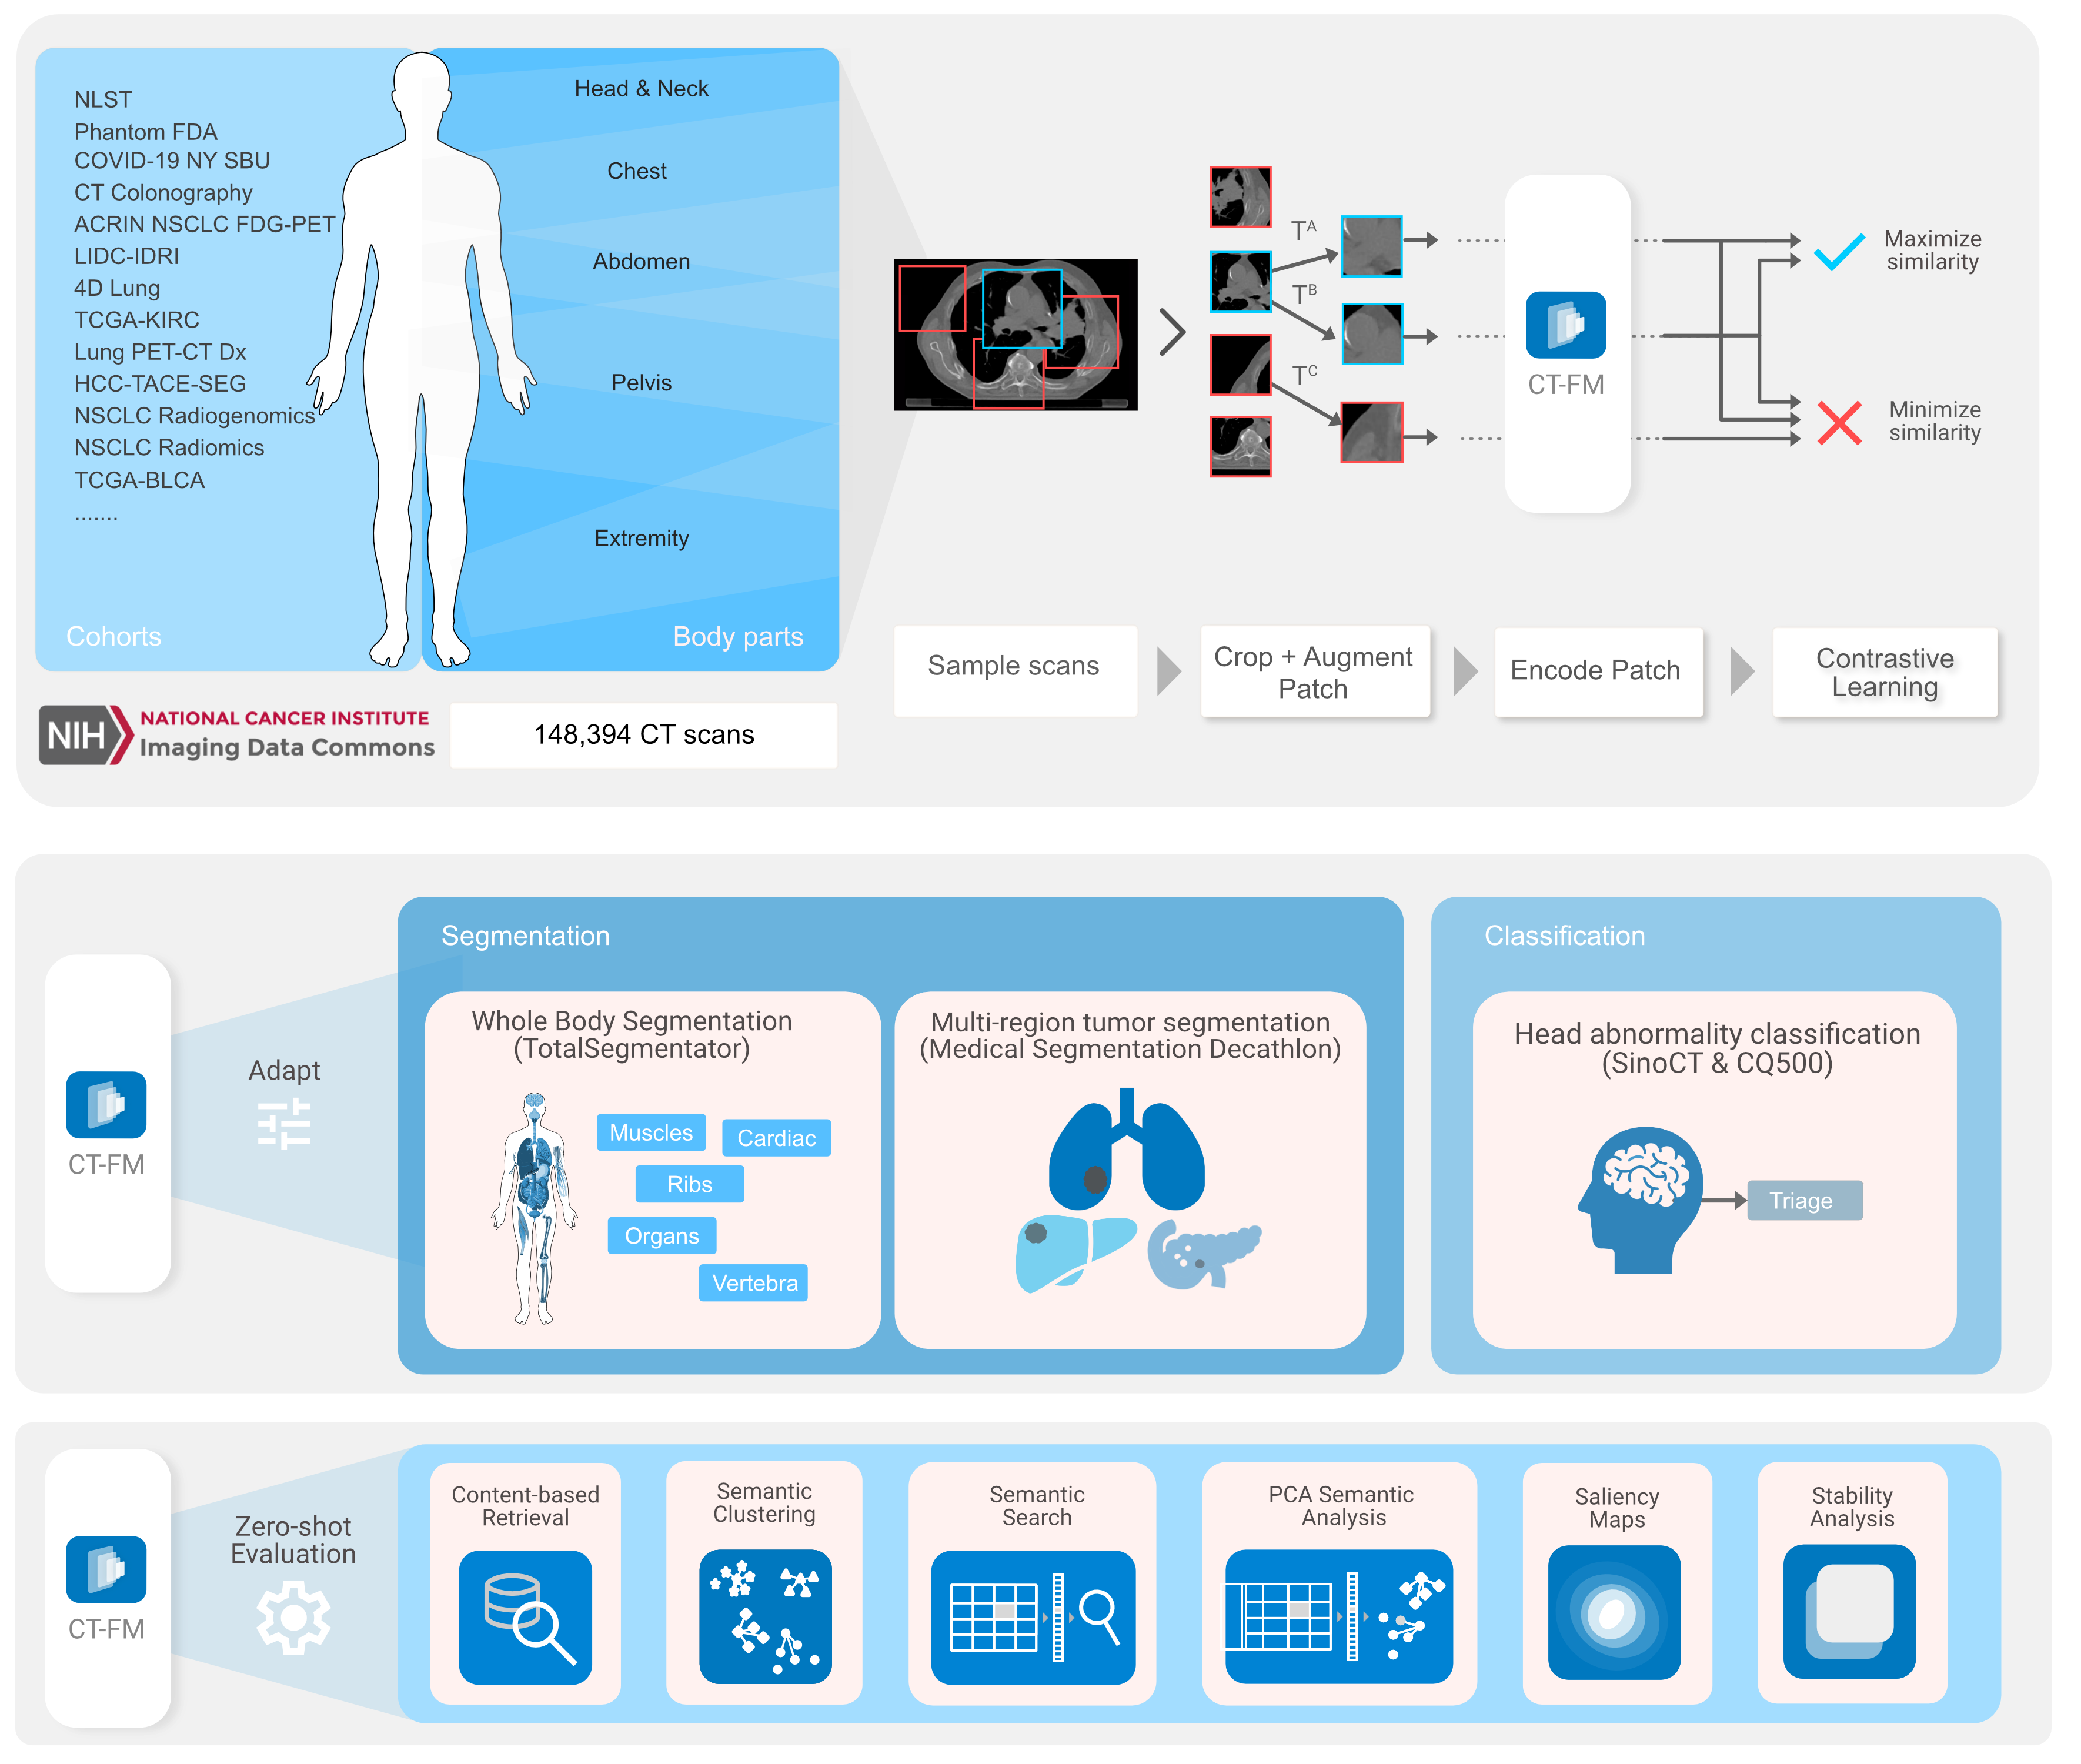 NLST
Phantom FDA
COVID-19 NY SBU
CT Colonography
ACRIN NSCLC FDG-PET
LIDC-IDRI
4D Lung
TCGA-KIRC
Lung PET-CT Dx
HCC-TACE-SEG
NSCLC Radiogenomics
NSCLC Radiomics
TCGA-BLCA
.......
Cohorts
Head & Neck
Chest
Abdomen
Pelvis
Extremity
Body parts
NIH
NATIONAL CANCER INSTITUTE
Imaging Data Commons
148,394 CT scans
T^A
T^B
T^C
CT-FM
Maximize
similarity
Minimize
similarity
Sample scans
Crop + Augment
Patch
Encode Patch
Contrastive
Learning
CT-FM
Adapt
Segmentation
Whole Body Segmentation
(TotalSegmentator)
Muscles
Cardiac
Ribs
Organs
Vertebra
Multi-region tumor segmentation
(Medical Segmentation Decathlon)
Classification
Head abnormality classification
(SinoCT & CQ500)
Triage
CT-FM
Zero-shot
Evaluation
Content-based
Retrieval
Semantic
Clustering
Semantic
Search
PCA Semantic
Analysis
Saliency
Maps
Stability
Analysis